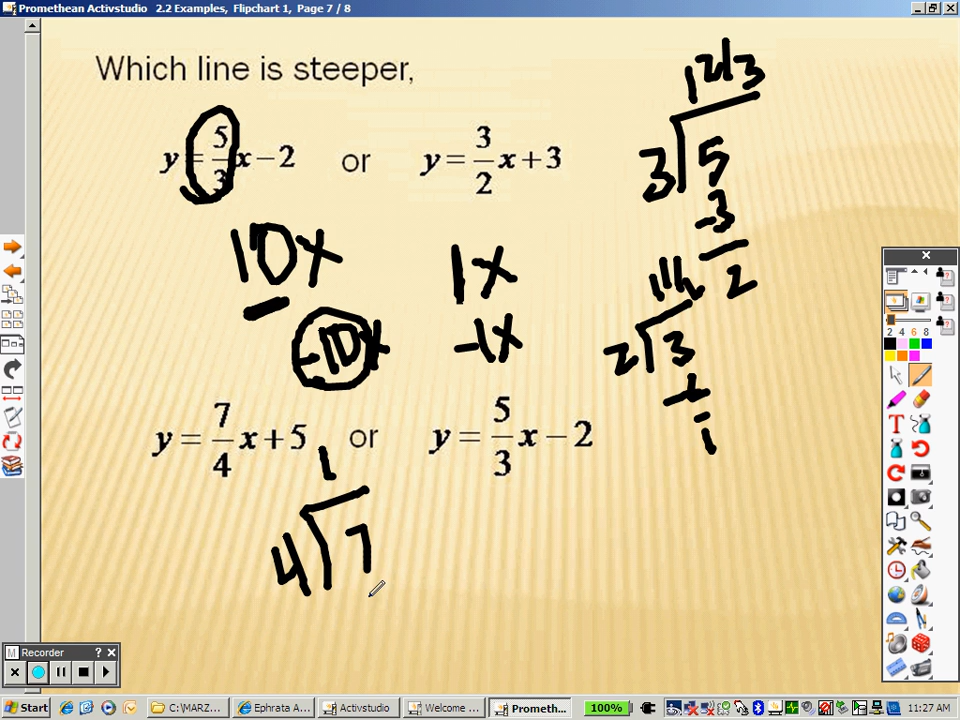 Promethean Activstudio 2.2 Examples, Flipchart 1, Page 7 / 8
Which line is steeper,
y = 5/3 x − 2 or y = 3/2 x + 3
1 2/3
3 5
-3
2
10x 1x
-10x -1x
1 1/2
2 3
1
y = 7/4 x + 5 or y = 5/3 x − 2
1
4 7
2 4 6 8
T
M Recorder ? ×
Start
C:\MARZ...
Ephrata A...
Activstudio
Welcome ...
Prometh...
100%
11:27 AM